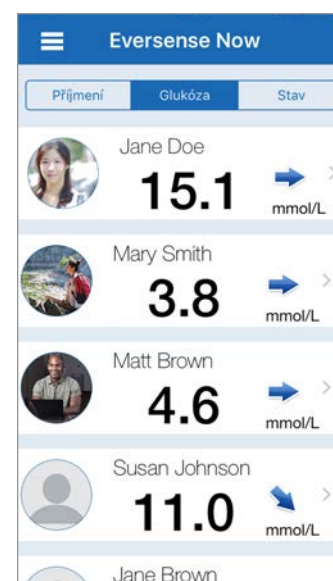 Eversense Now
Příjmení Glukóza Stav
Jane Doe
15.1
mmol/L
Mary Smith
3.8
mmol/L
Matt Brown
4.6
mmol/L
Susan Johnson
11.0
mmol/L
Jane Brown